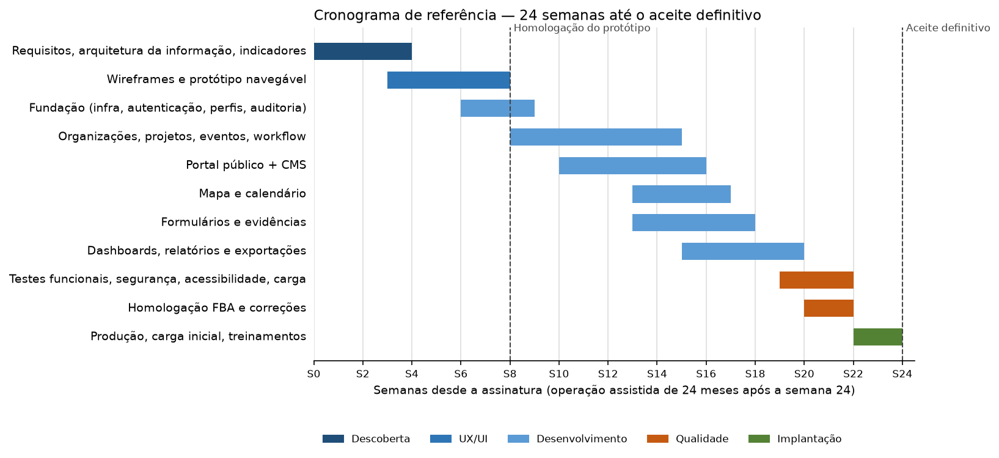 Cronograma de referência — 24 semanas até o aceite definitivo
Homologação do protótipo
Aceite definitivo
Requisitos, arquitetura da informação, indicadores
Wireframes e protótipo navegável
Fundação (infra, autenticação, perfis, auditoria)
Organizações, projetos, eventos, workflow
Portal público + CMS
Mapa e calendário
Formulários e evidências
Dashboards, relatórios e exportações
Testes funcionais, segurança, acessibilidade, carga
Homologação FBA e correções
Produção, carga inicial, treinamentos
S0 S2 S4 S6 S8 S10 S12 S14 S16 S18 S20 S22 S24
Semanas desde a assinatura (operação assistida de 24 meses após a semana 24)
Descoberta UX/UI Desenvolvimento Qualidade Implantação